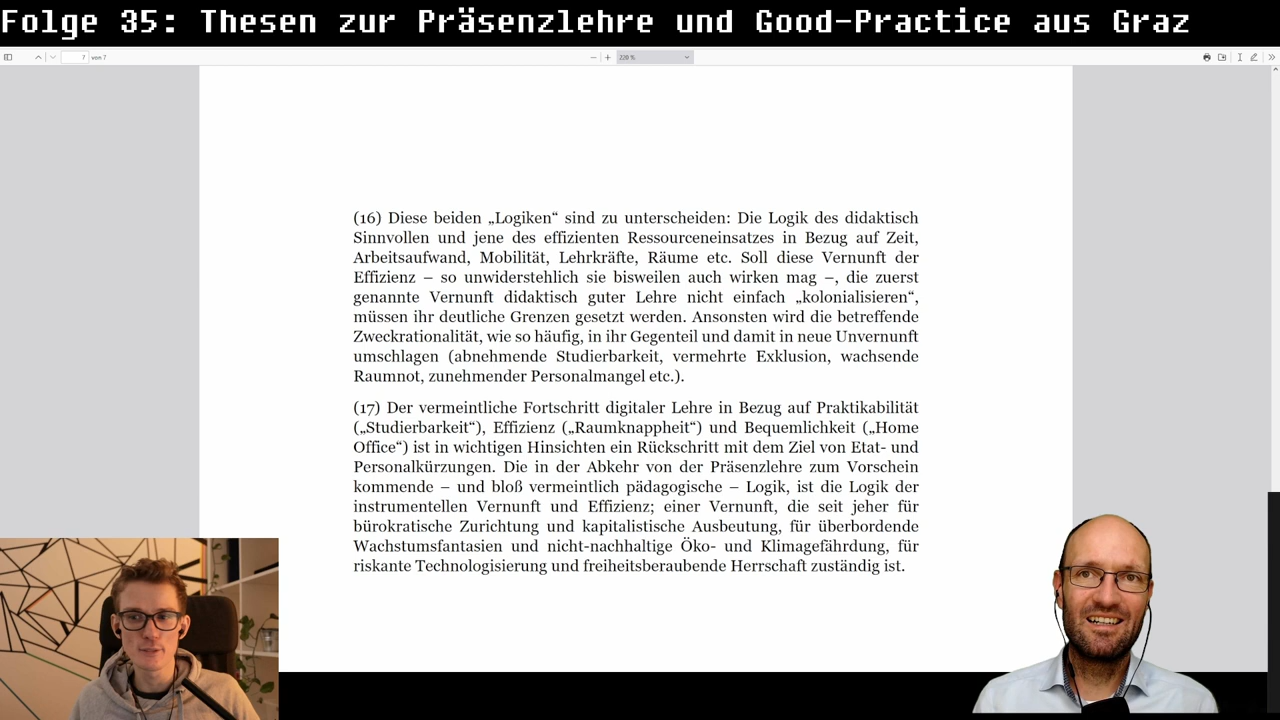 Folge 35: Thesen zur Präsenzlehre und Good-Practice aus Graz
7 von 7
220 %
(16) Diese beiden „Logiken“ sind zu unterscheiden: Die Logik des didaktisch
Sinnvollen und jene des effizienten Ressourceneinsatzes in Bezug auf Zeit,
Arbeitsaufwand, Mobilität, Lehrkräfte, Räume etc. Soll diese Vernunft der
Effizienz – so unwiderstehlich sie bisweilen auch wirken mag –, die zuerst
genannte Vernunft didaktisch guter Lehre nicht einfach „kolonialisieren“,
müssen ihr deutliche Grenzen gesetzt werden. Ansonsten wird die betreffende
Zweckrationalität, wie so häufig, in ihr Gegenteil und damit in neue Unvernunft
umschlagen (abnehmende Studierbarkeit, vermehrte Exklusion, wachsende
Raumnot, zunehmender Personalmangel etc.).
(17) Der vermeintliche Fortschritt digitaler Lehre in Bezug auf Praktikabilität
(„Studierbarkeit“), Effizienz („Raumknappheit“) und Bequemlichkeit („Home
Office“) ist in wichtigen Hinsichten ein Rückschritt mit dem Ziel von Etat- und
Personalkürzungen. Die in der Abkehr von der Präsenzlehre zum Vorschein
kommende – und bloß vermeintlich pädagogische – Logik, ist die Logik der
instrumentellen Vernunft und Effizienz; einer Vernunft, die seit jeher für
bürokratische Zurichtung und kapitalistische Ausbeutung, für überbordende
Wachstumsfantasien und nicht-nachhaltige Öko- und Klimagefährdung, für
riskante Technologisierung und freiheitsberaubende Herrschaft zuständig ist.